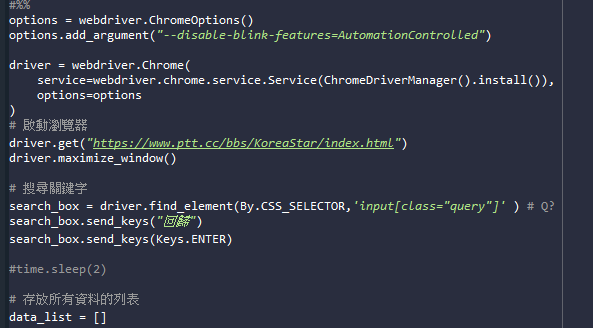 #%%
options = webdriver.ChromeOptions()
options.add_argument("--disable-blink-features=AutomationControlled")
driver = webdriver.Chrome(
service=webdriver.chrome.service.Service(ChromeDriverManager().install()),
options=options
)
# 啟動瀏覽器
driver.get("https://www.ptt.cc/bbs/KoreaStar/index.html")
driver.maximize_window()
# 搜尋關鍵字
search_box = driver.find_element(By.CSS_SELECTOR,'input[class="query"]' ) # Q?
search_box.send_keys("回歸")
search_box.send_keys(Keys.ENTER)
#time.sleep(2)
# 存放所有資料的列表
data_list = []